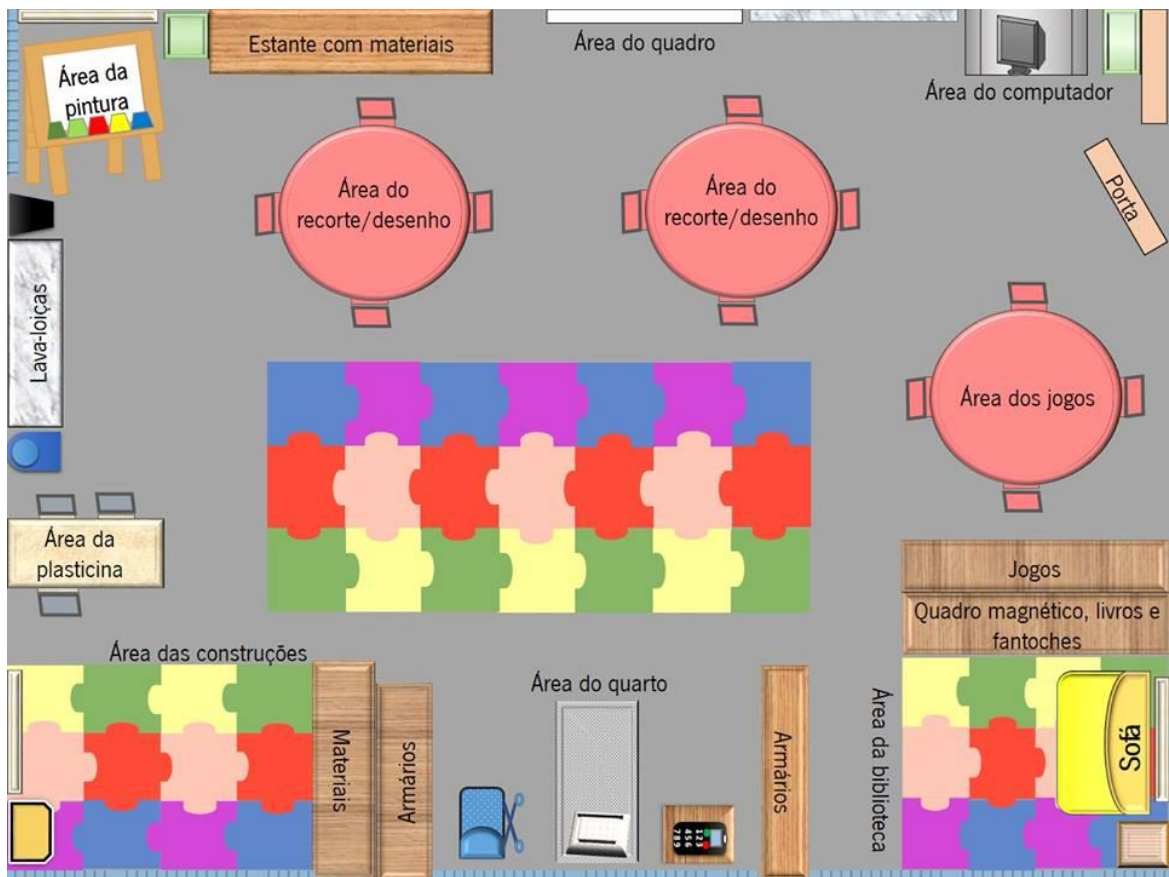 Estante com materiais
Área do quadro
Área da
pintura
Área do computador
Área do
recorte/desenho
Área do
recorte/desenho
Porta
Lava-loiças
Área dos jogos
Área da
plasticina
Jogos
Quadro magnético, livros e
fantoches
Área das construções
Materiais
Armários
Área do quarto
Armários
Área da biblioteca
Sofá